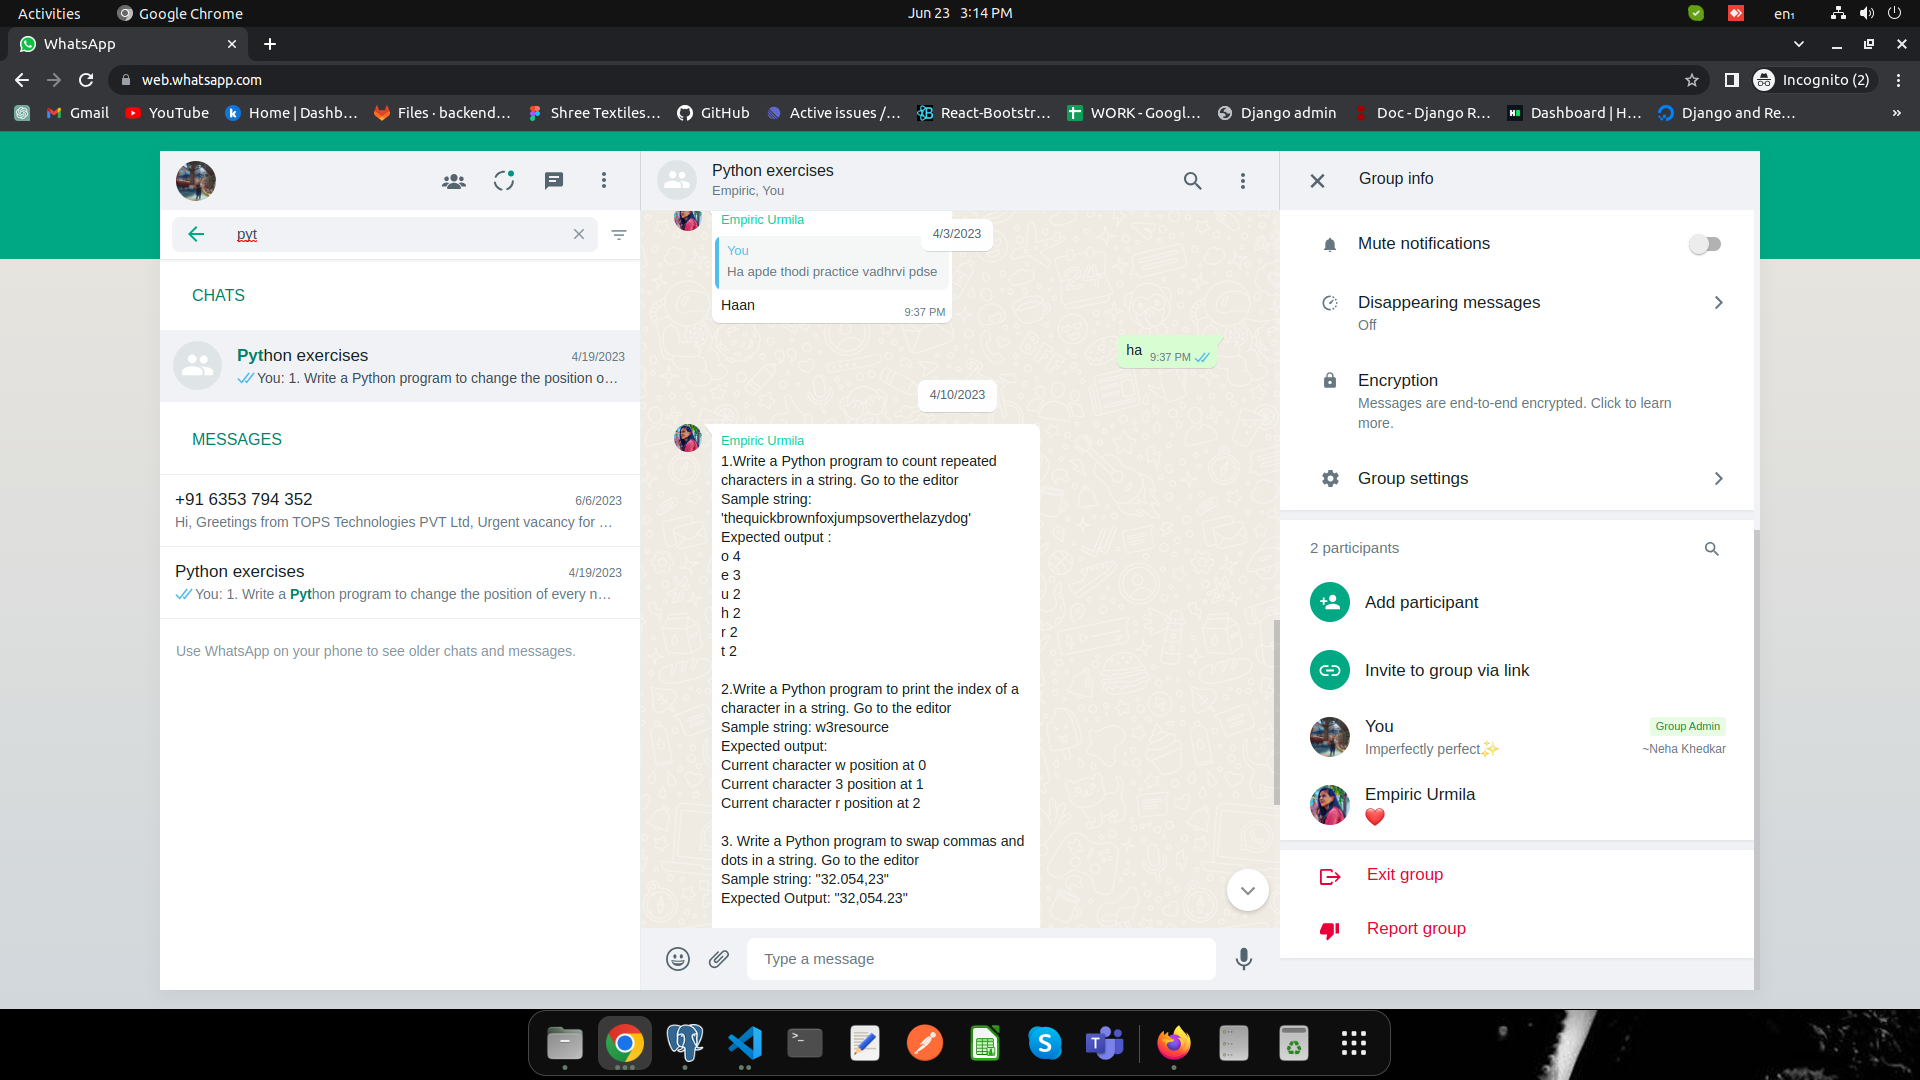 Activities
Google Chrome
Jun 23 3:14 PM
en₁
WhatsApp
web.whatsapp.com
Incognito (2)
Gmail
YouTube
Home | Dashb…
Files · backend…
Shree Textiles…
GitHub
Active issues /…
React-Bootstr…
WORK - Googl…
Django admin
Doc - Django R…
Dashboard | H…
Django and Re…
»
pyt
CHATS
Python exercises
4/19/2023
You: 1. Write a Python program to change the position o…
MESSAGES
+91 6353 794 352
6/6/2023
Hi, Greetings from TOPS Technologies PVT Ltd, Urgent vacancy for …
Python exercises
4/19/2023
You: 1. Write a Python program to change the position of every n…
Use WhatsApp on your phone to see older chats and messages.
Python exercises
Empiric, You
Empiric Urmila
4/3/2023
You
Ha apde thodi practice vadhrvi pdse
Haan
9:37 PM
ha
9:37 PM
4/10/2023
Empiric Urmila
1.Write a Python program to count repeated
characters in a string. Go to the editor
Sample string:
'thequickbrownfoxjumpsoverthelazydog'
Expected output :
o 4
e 3
u 2
h 2
r 2
t 2
2.Write a Python program to print the index of a
character in a string. Go to the editor
Sample string: w3resource
Expected output:
Current character w position at 0
Current character 3 position at 1
Current character r position at 2
3. Write a Python program to swap commas and
dots in a string. Go to the editor
Sample string: "32.054,23"
Expected Output: "32,054.23"
Type a message
Group info
Mute notifications
Disappearing messages
Off
Encryption
Messages are end-to-end encrypted. Click to learn
more.
Group settings
2 participants
Add participant
Invite to group via link
You
Group Admin
Imperfectly perfect✨
~Neha Khedkar
Empiric Urmila
❤️
Exit group
Report group